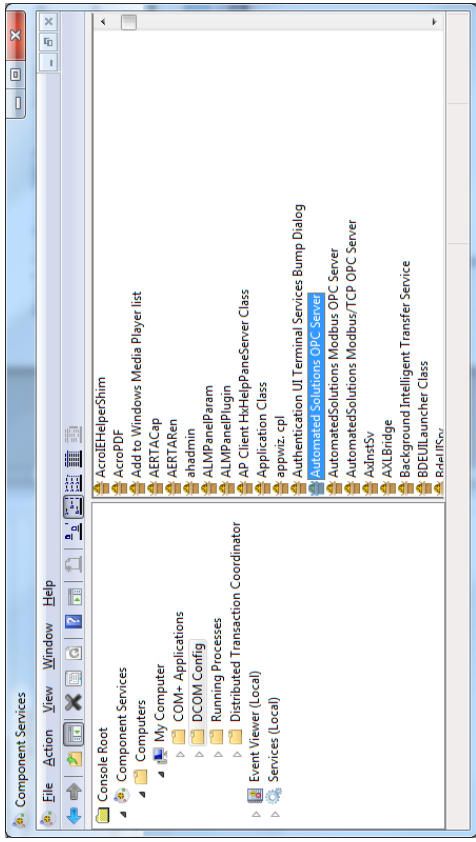 Component Services
File Action View Window Help
Console Root
Component Services
Computers
My Computer
COM+ Applications
DCOM Config
Running Processes
Distributed Transaction Coordinator
Event Viewer (Local)
Services (Local)
AcroIEHelperShim
AcroPDF
Add to Windows Media Player list
AERTACap
AERTARen
ahadmin
ALMPanelParam
ALMPanelPlugin
AP Client HxHelpPaneServer Class
Application Class
appwiz.cpl
Authentication UI Terminal Services Bump Dialog
Automated Solutions OPC Server
AutomatedSolutions Modbus OPC Server
AutomatedSolutions Modbus/TCP OPC Server
AxInstSv
AXLBridge
Background Intelligent Transfer Service
BDEUILauncher Class
BdeUISrv